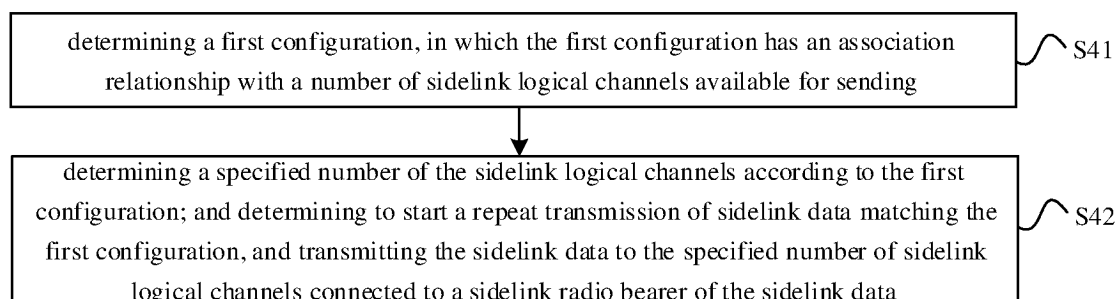 determining a first configuration, in which the first configuration has an association
relationship with a number of sidelink logical channels available for sending
S41
determining a specified number of the sidelink logical channels according to the first
configuration; and determining to start a repeat transmission of sidelink data matching the
first configuration, and transmitting the sidelink data to the specified number of sidelink
logical channels connected to a sidelink radio bearer of the sidelink data
S42